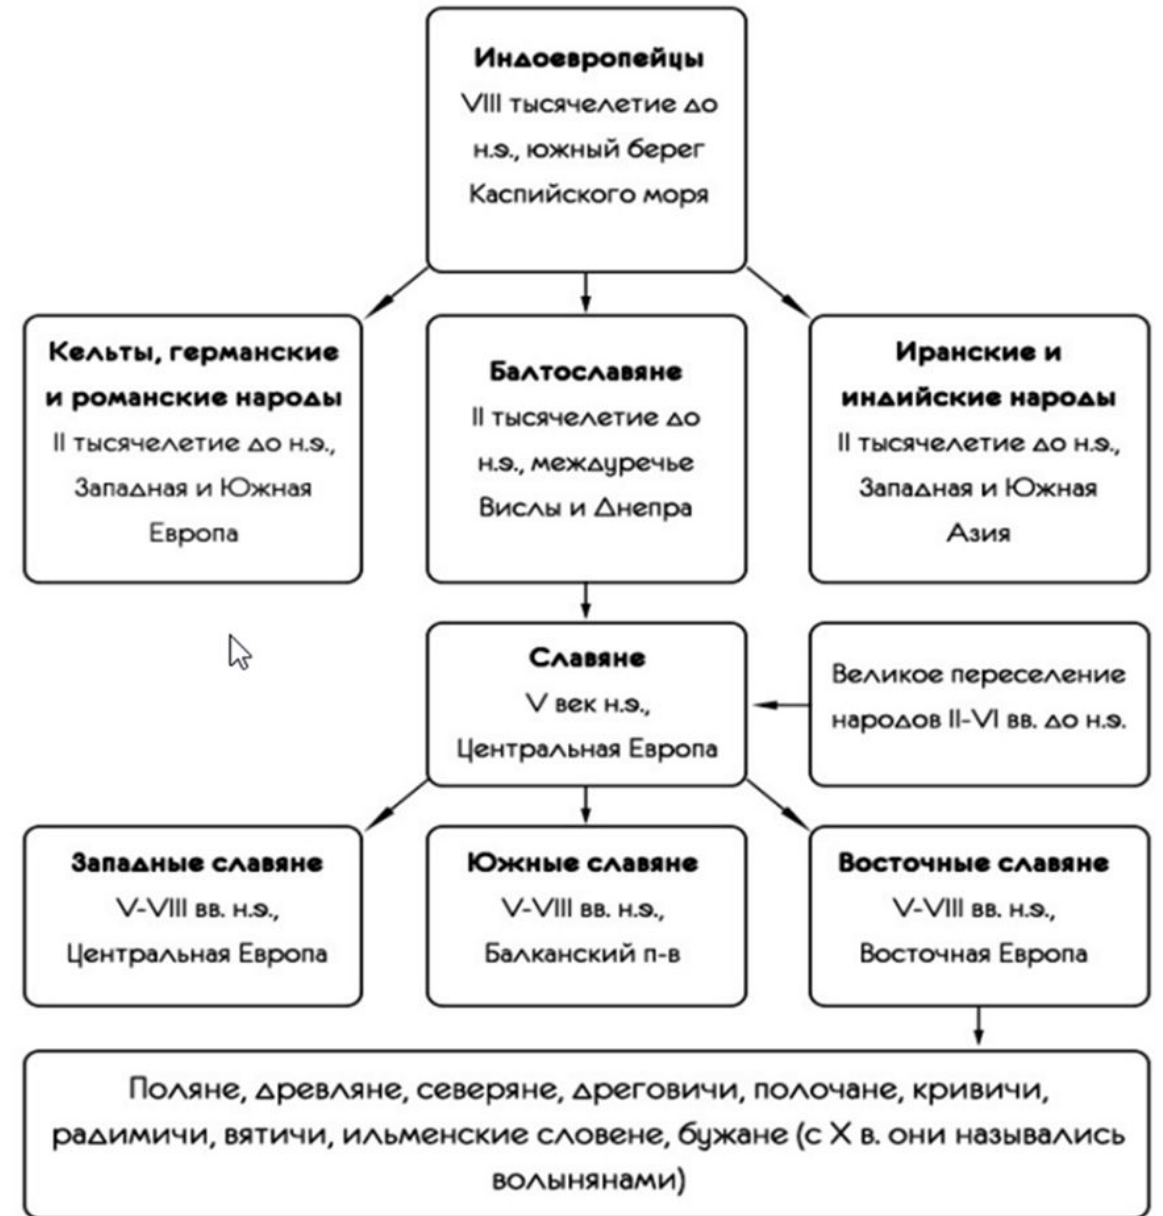 Индоевропейцы
VIII тысячелетие до
н.э., южный берег
Каспийского моря
Кельты, германские
и романские народы
II тысячелетие до н.э.,
Западная и Южная
Европа
Балтославяне
II тысячелетие до
н.э., междуречье
Вислы и Днепра
Иранские и
индийские народы
II тысячелетие до н.э.,
Западная и Южная
Азия
Славяне
V век н.э.,
Центральная Европа
Великое переселение
народов II-VI вв. до н.э.
Западные славяне
V-VIII вв. н.э.,
Центральная Европа
Южные славяне
V-VIII вв. н.э.,
Балканский п-в
Восточные славяне
V-VIII вв. н.э.,
Восточная Европа
Поляне, древляне, северяне, дреговичи, полочане, кривичи,
радимичи, вятичи, ильменские словене, бужане (с X в. они назывались
волынянами)